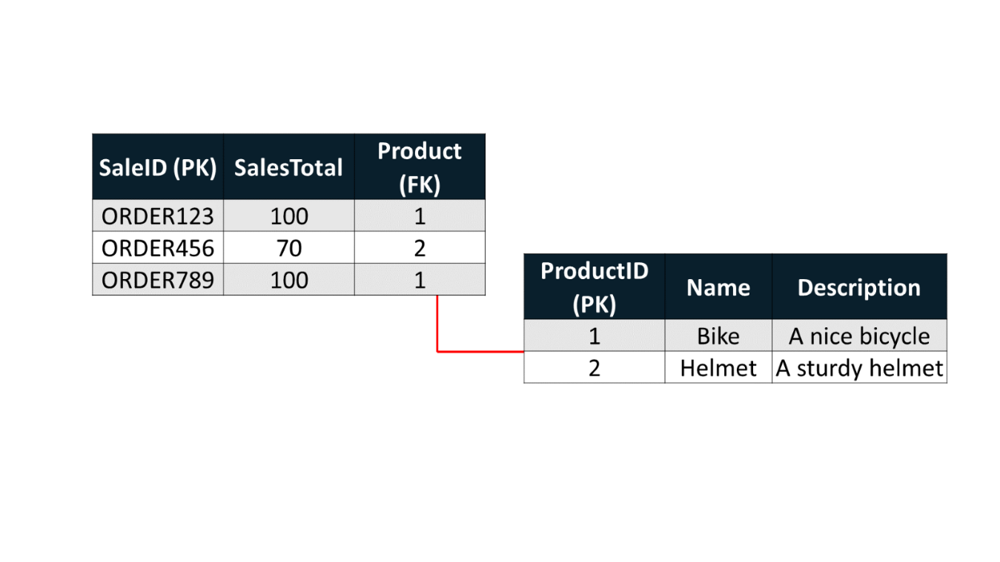 SaleID (PK) SalesTotal Product (FK)
ORDER123 100 1
ORDER456 70 2
ORDER789 100 1
ProductID (PK) Name Description
1 Bike A nice bicycle
2 Helmet A sturdy helmet